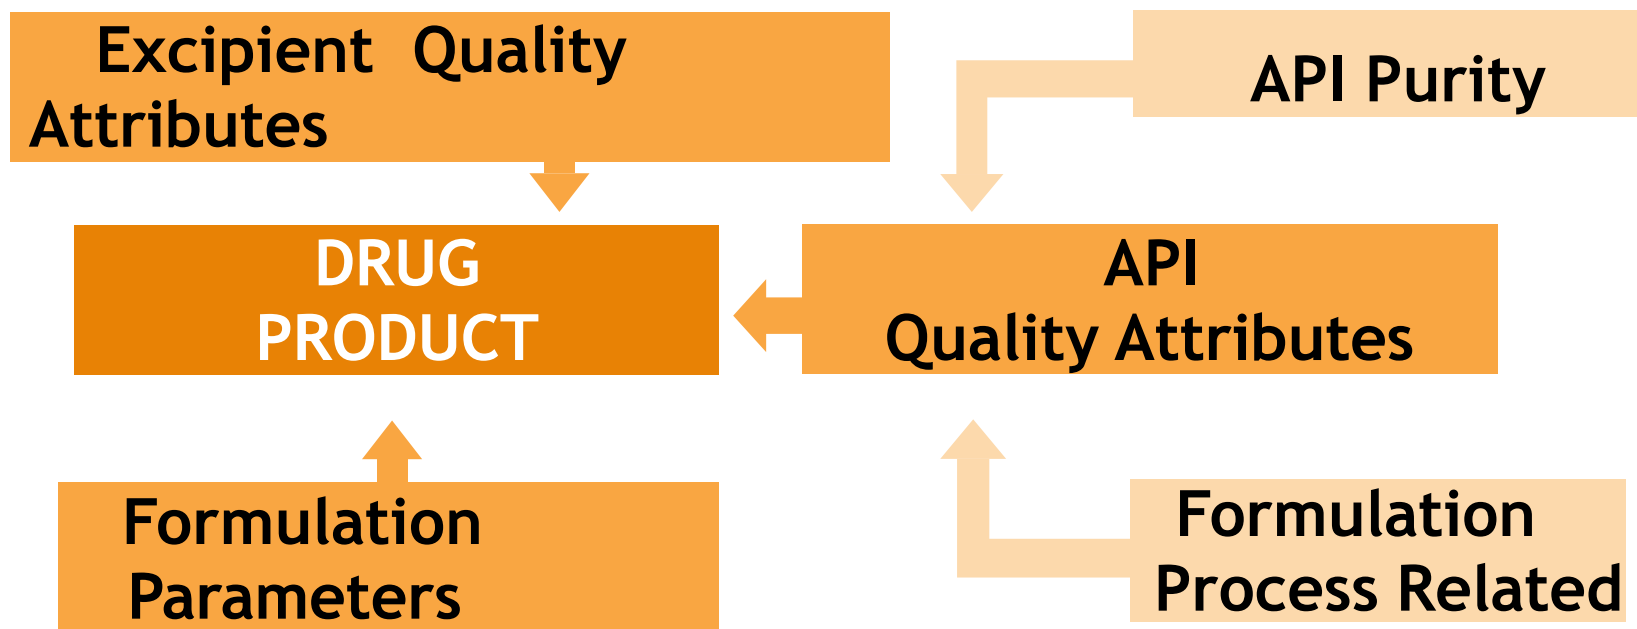 Excipient Quality
Attributes
API Purity
DRUG
PRODUCT
API
Quality Attributes
Formulation
Parameters
Formulation
Process Related